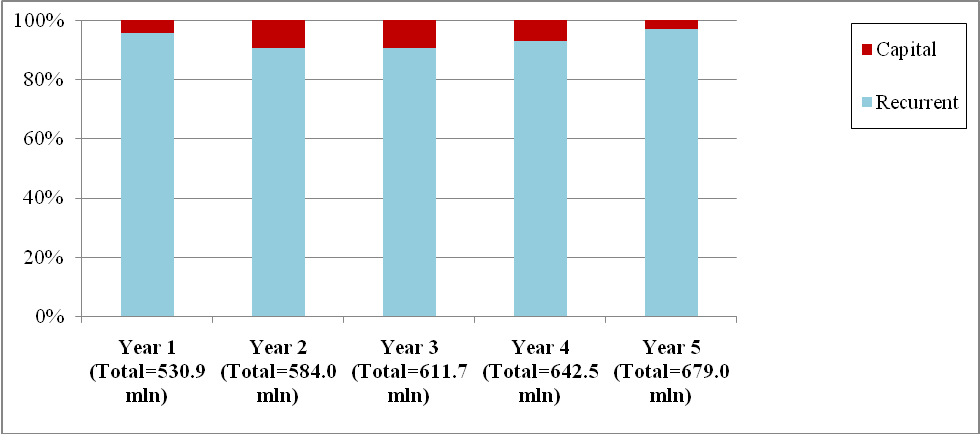 100%
80%
60%
40%
20%
0%
Year 1
(Total=530.9
mln)
Year 2
(Total=584.0
mln)
Year 3
(Total=611.7
mln)
Year 4
(Total=642.5
mln)
Year 5
(Total=679.0
mln)
Capital
Recurrent